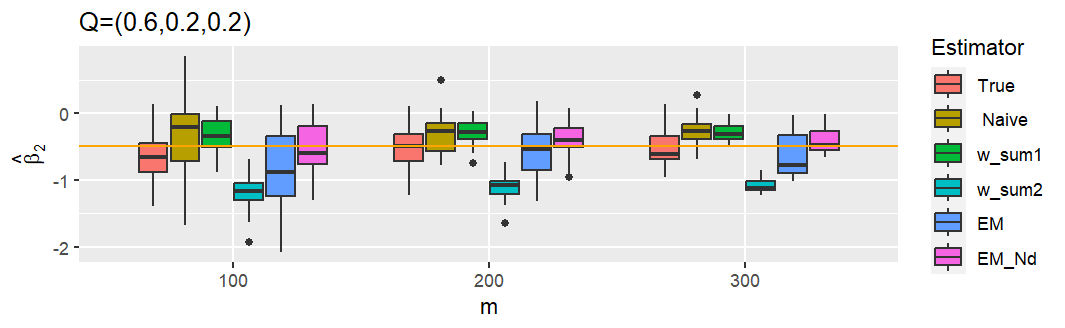 Q=(0.6,0.2,0.2)
Estimator
True
Naive
w_sum1
w_sum2
EM
EM_Nd
0
-1
-2
β̂₂
100
200
300
m